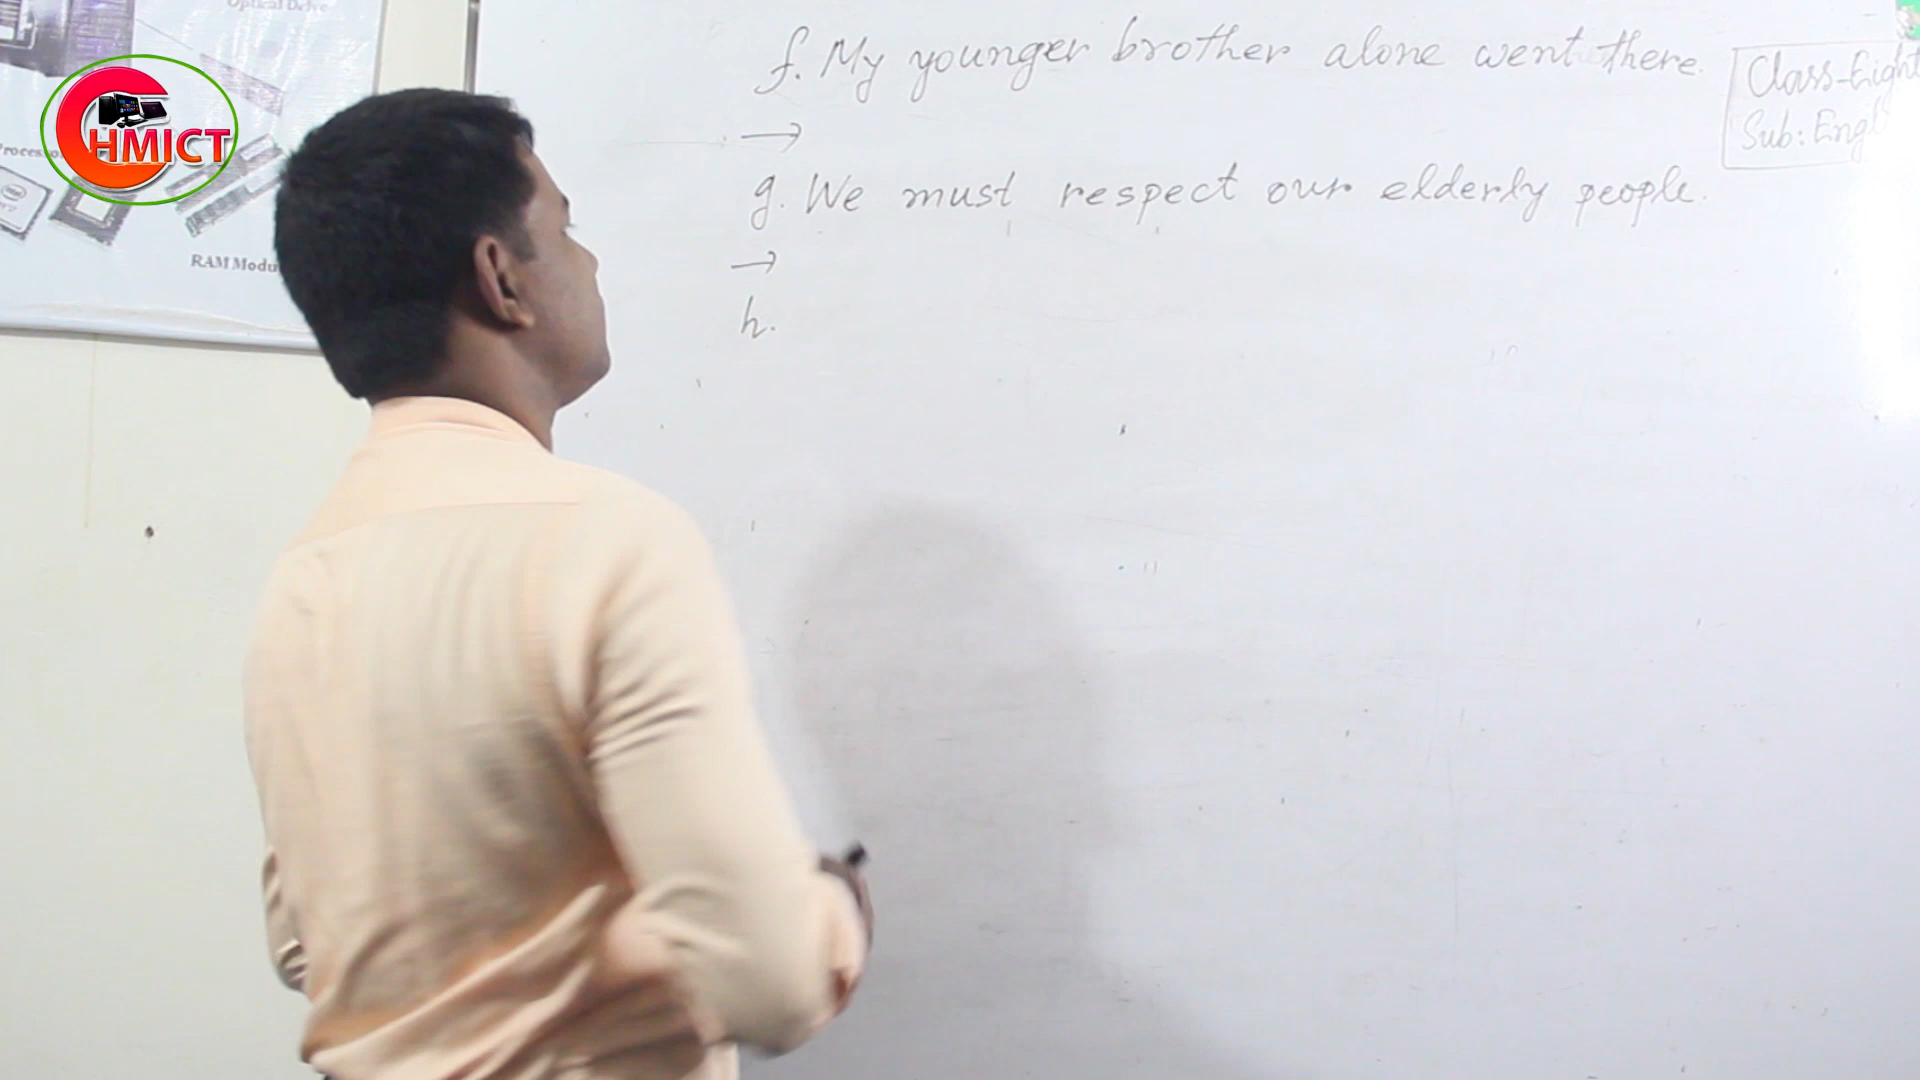 Optical Drive
CHMICT
RAM Modu
f. My younger brother alone went there.
→
g. We must respect our elderly people.
→
h.
Class-Eight
Sub: Engl